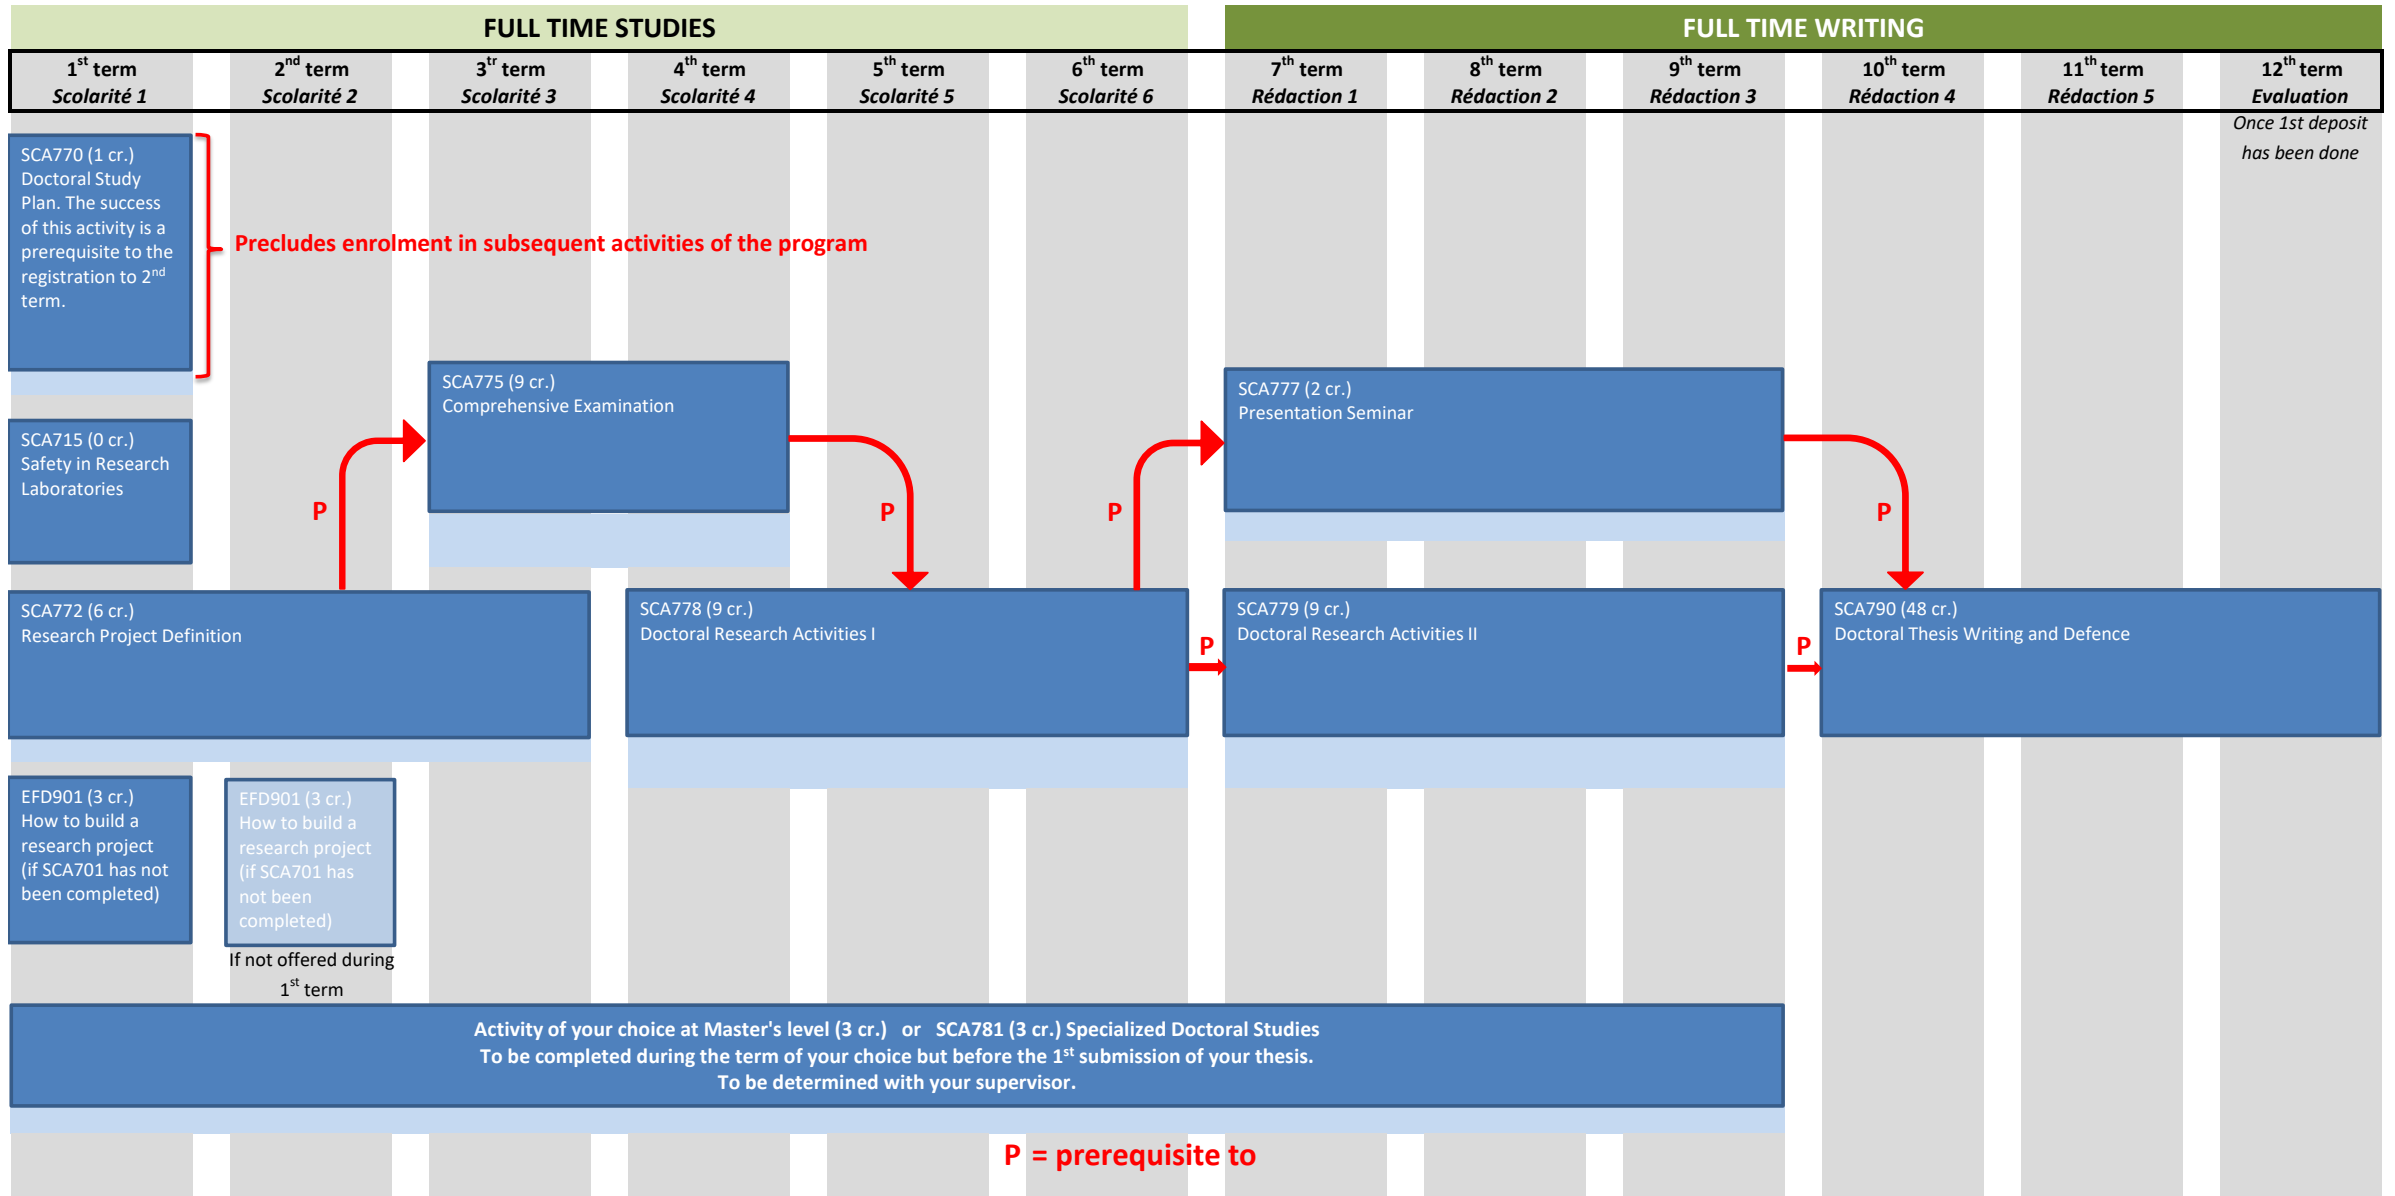 FULL TIME STUDIES
FULL TIME WRITING
1st term
Scolarité 1
2nd term
Scolarité 2
3tr term
Scolarité 3
4th term
Scolarité 4
5th term
Scolarité 5
6th term
Scolarité 6
7th term
Rédaction 1
8th term
Rédaction 2
9th term
Rédaction 3
10th term
Rédaction 4
11th term
Rédaction 5
12th term
Evaluation
Once 1st deposit
has been done
SCA770 (1 cr.)
Doctoral Study
Plan. The success
of this activity is a
prerequisite to the
registration to 2nd
term.
Precludes enrolment in subsequent activities of the program
SCA715 (0 cr.)
Safety in Research
Laboratories
SCA775 (9 cr.)
Comprehensive Examination
SCA777 (2 cr.)
Presentation Seminar
P
P
P
P
SCA772 (6 cr.)
Research Project Definition
SCA778 (9 cr.)
Doctoral Research Activities I
P
SCA779 (9 cr.)
Doctoral Research Activities II
P
SCA790 (48 cr.)
Doctoral Thesis Writing and Defence
EFD901 (3 cr.)
How to build a
research project
(if SCA701 has not
been completed)
EFD901 (3 cr.)
How to build a
research project
(if SCA701 has
not been
completed)
If not offered during
1st term
Activity of your choice at Master's level (3 cr.) or SCA781 (3 cr.) Specialized Doctoral Studies
To be completed during the term of your choice but before the 1st submission of your thesis.
To be determined with your supervisor.
P = prerequisite to